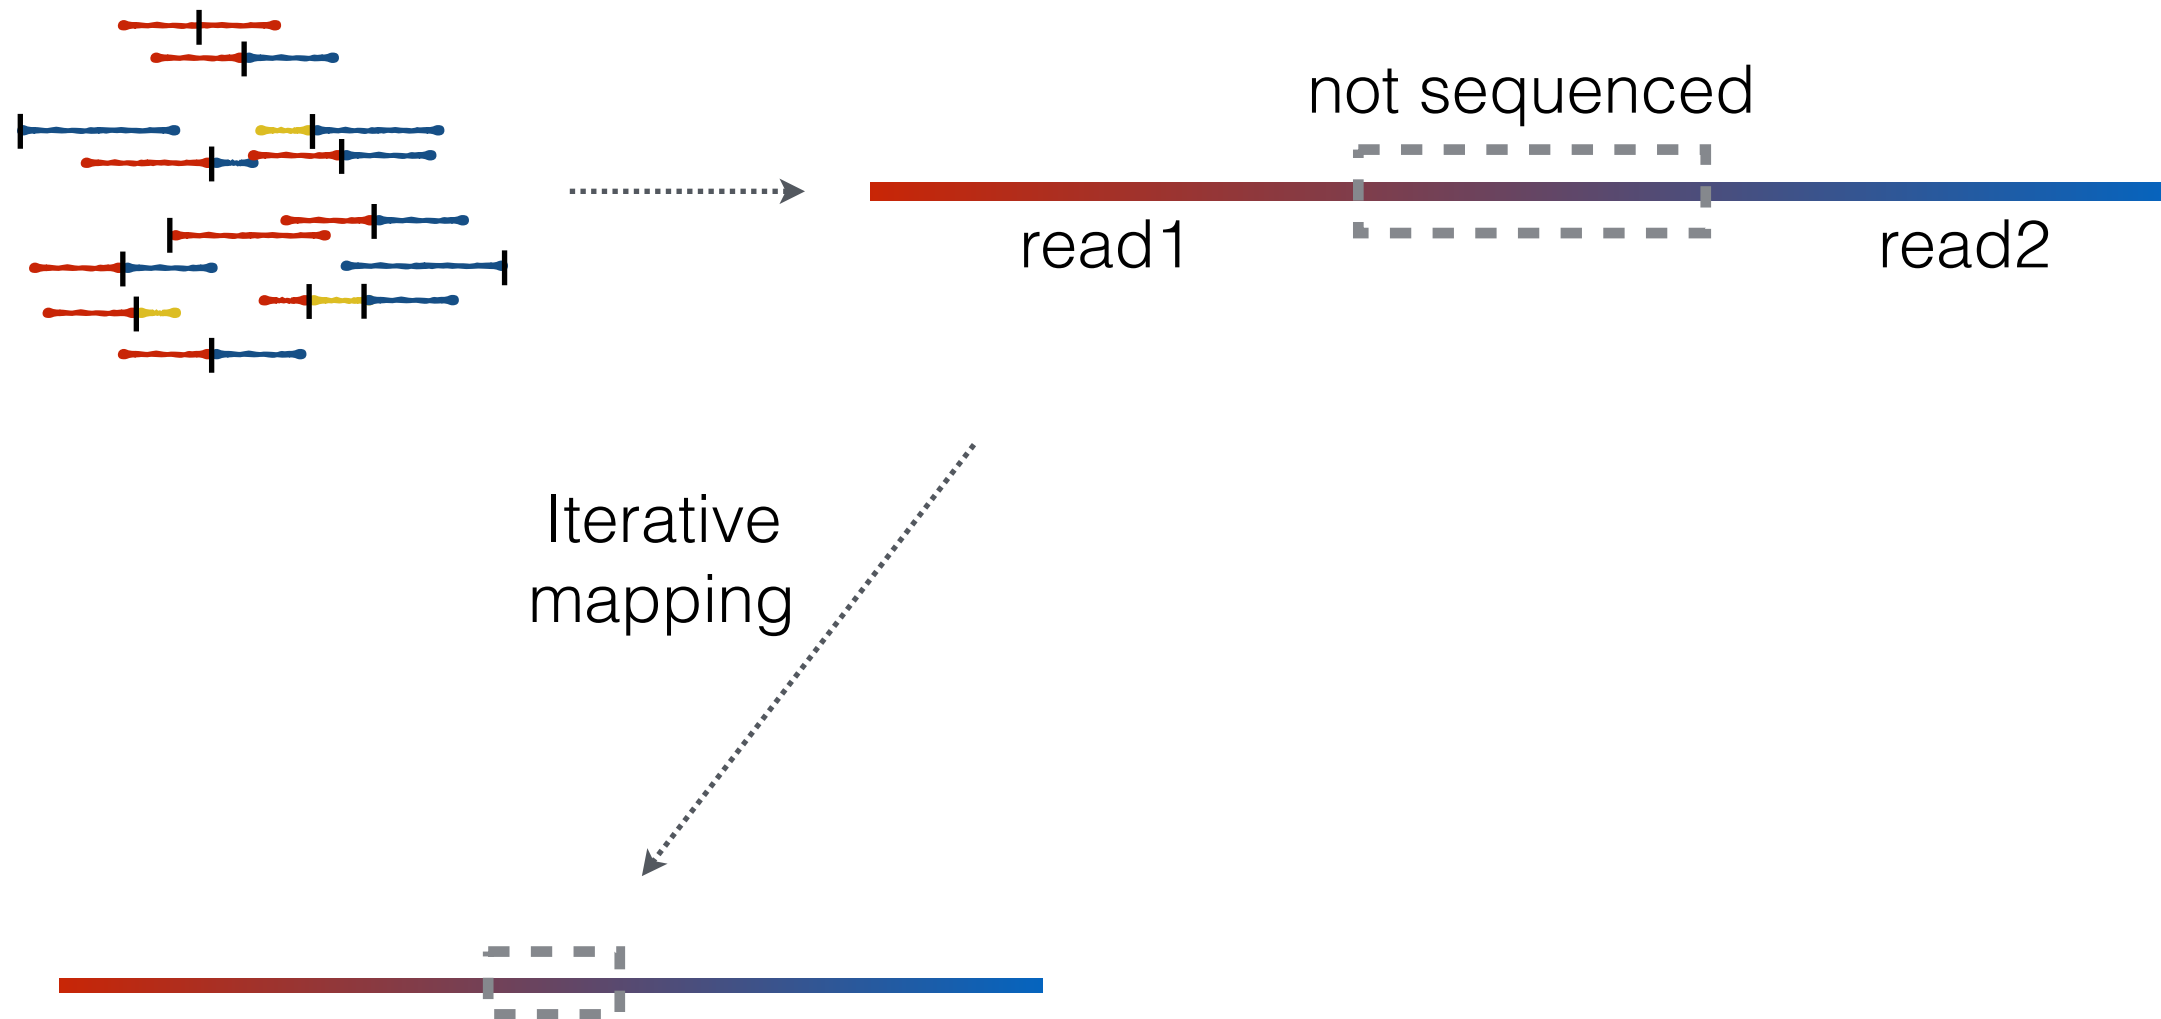 not sequenced
read1
read2
Iterative
mapping